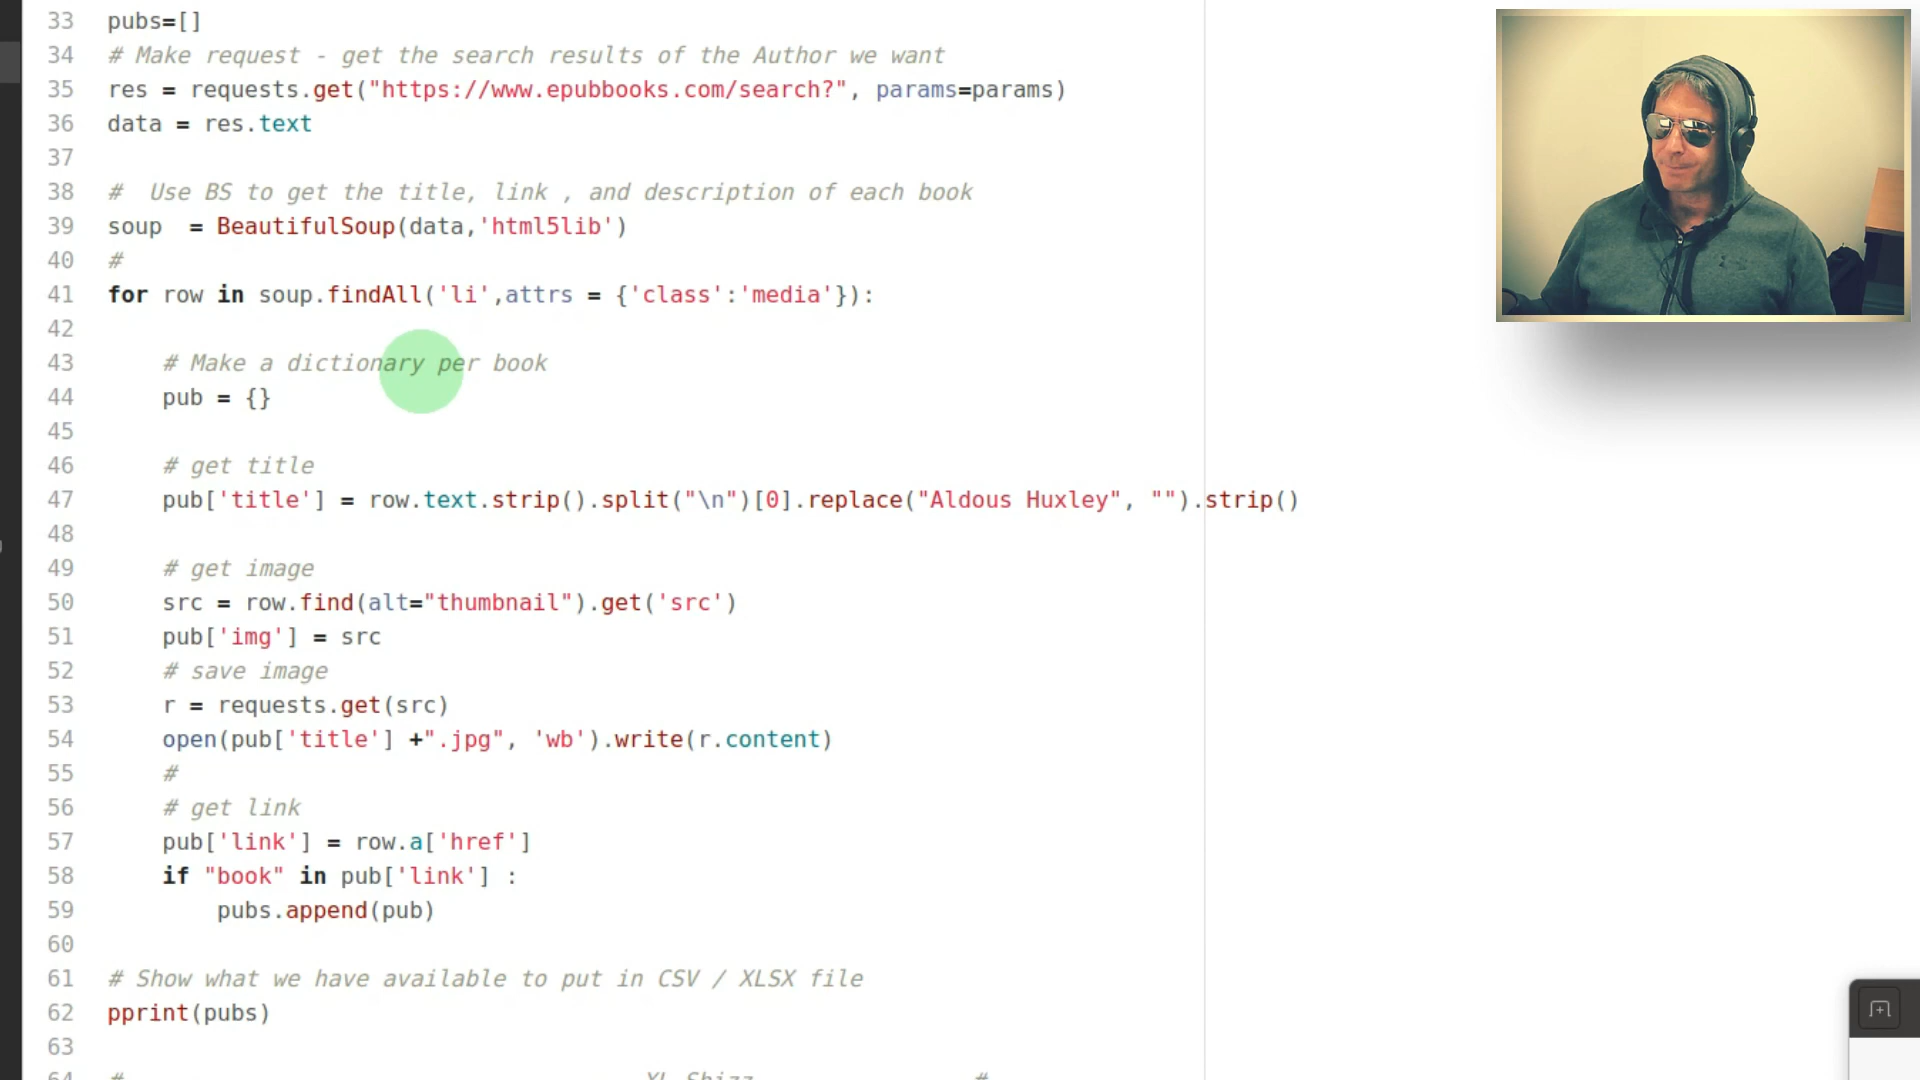 33 pubs=[]
34 # Make request - get the search results of the Author we want
35 res = requests.get("https://www.epubbooks.com/search?", params=params)
36 data = res.text
37
38 #  Use BS to get the title, link , and description of each book
39 soup  = BeautifulSoup(data,'html5lib')
40 #
41 for row in soup.findAll('li',attrs = {'class':'media'}):
42
43     # Make a dictionary per book
44     pub = {}
45
46     # get title
47     pub['title'] = row.text.strip().split("\n")[0].replace("Aldous Huxley", "").strip()
48
49     # get image
50     src = row.find(alt="thumbnail").get('src')
51     pub['img'] = src
52     # save image
53     r = requests.get(src)
54     open(pub['title'] +".jpg", 'wb').write(r.content)
55     #
56     # get link
57     pub['link'] = row.a['href']
58     if "book" in pub['link'] :
59         pubs.append(pub)
60
61 # Show what we have available to put in CSV / XLSX file
62 pprint(pubs)
63
64 # XL Shizz #